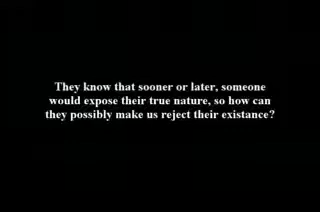 They know that sooner or later, someone
would expose their true nature, so how can
they possibly make us reject their existance?